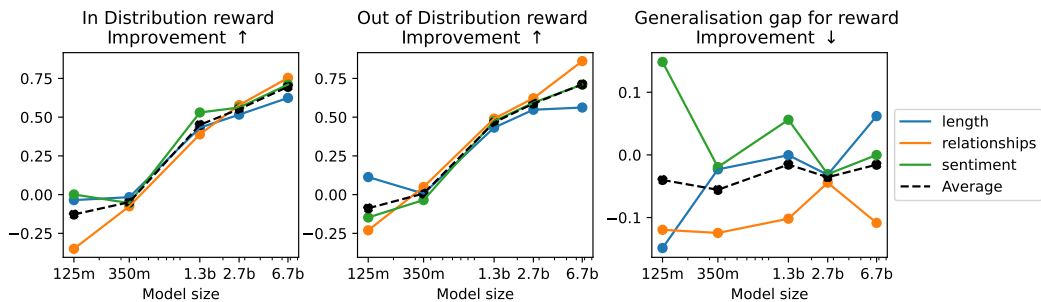 In Distribution reward
Improvement ↑
0.75
0.50
0.25
0.00
−0.25
125m 350m 1.3b 2.7b 6.7b
Model size
Out of Distribution reward
Improvement ↑
0.75
0.50
0.25
0.00
−0.25
125m 350m 1.3b 2.7b 6.7b
Model size
Generalisation gap for reward
Improvement ↓
0.1
0.0
−0.1
125m 350m 1.3b 2.7b 6.7b
Model size
length
relationships
sentiment
Average